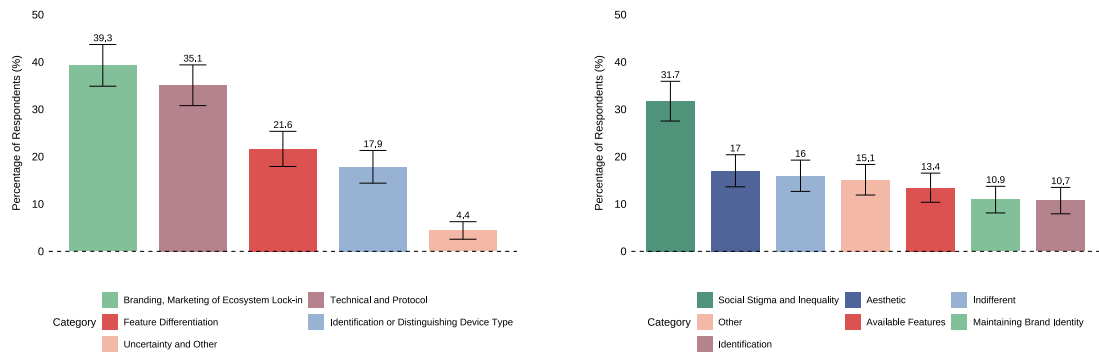 Percentage of Respondents (%)
50
40
30
20
10
0
39.3
35.1
21.6
17.9
4.4
Category
Branding, Marketing of Ecosystem Lock-in
Technical and Protocol
Feature Differentiation
Identification or Distinguishing Device Type
Uncertainty and Other
Percentage of Respondents (%)
50
40
30
20
10
0
31.7
17
16
15.1
13.4
10.9
10.7
Category
Social Stigma and Inequality
Aesthetic
Indifferent
Other
Available Features
Maintaining Brand Identity
Identification